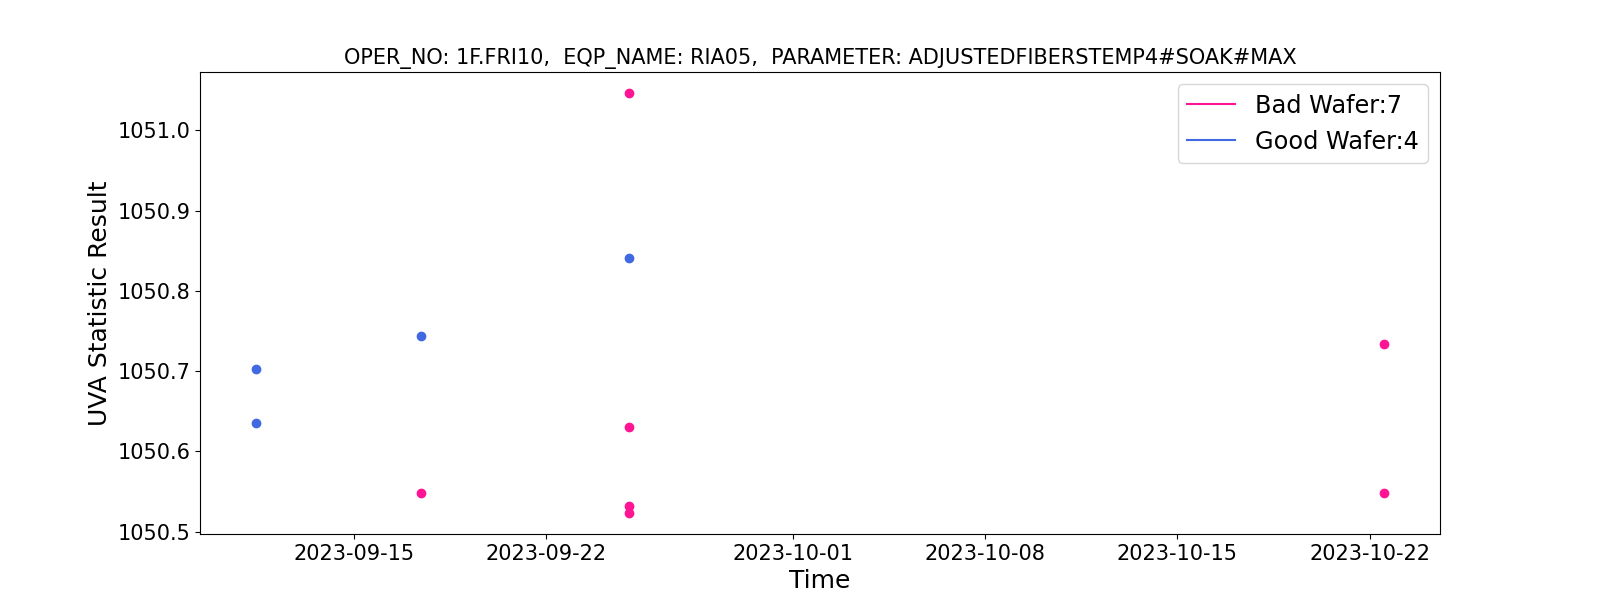 OPER_NO: 1F.FRI10,  EQP_NAME: RIA05,  PARAMETER: ADJUSTEDFIBERSTEMP4#SOAK#MAX
Bad Wafer:7
Good Wafer:4
UVA Statistic Result
1051.0
1050.9
1050.8
1050.7
1050.6
1050.5
2023-09-15 2023-09-22 2023-10-01 2023-10-08 2023-10-15 2023-10-22
Time